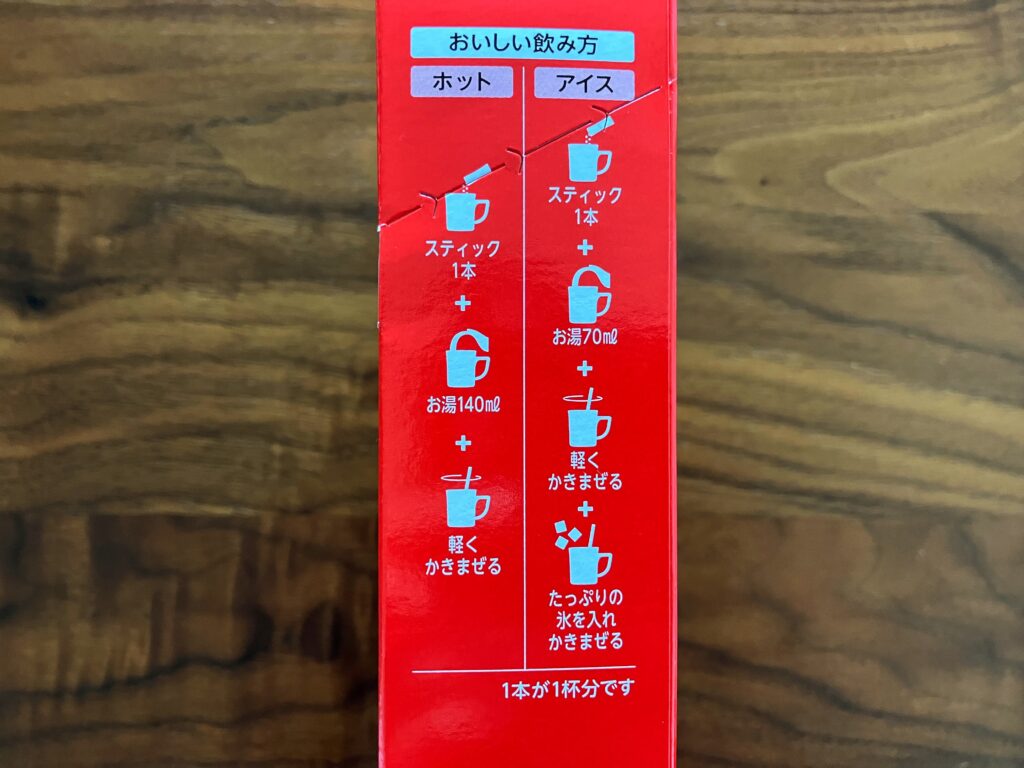 おいしい飲み方
ホット
スティック
1本
+
お湯140㎖
+
軽く
かきまぜる
アイス
スティック
1本
+
お湯70㎖
+
軽く
かきまぜる
+
たっぷりの
氷を入れ
かきまぜる
1本が1杯分です